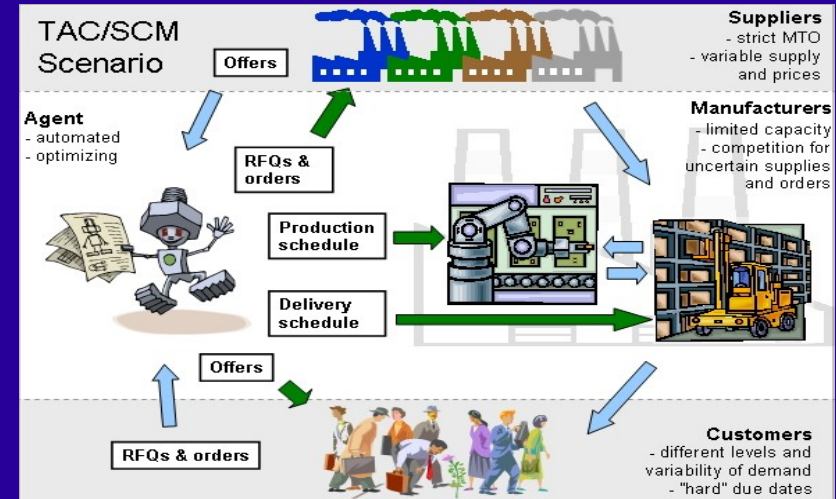 TAC/SCM
Scenario
Offers
Suppliers
- strict MTO
- variable supply
and prices
Agent
- automated
- optimizing
RFQs &
orders
Manufacturers
- limited capacity
- competition for
uncertain supplies
and orders
Production
schedule
Delivery
schedule
Offers
RFQs & orders
Customers
- different levels and
variability of demand
- "hard" due dates